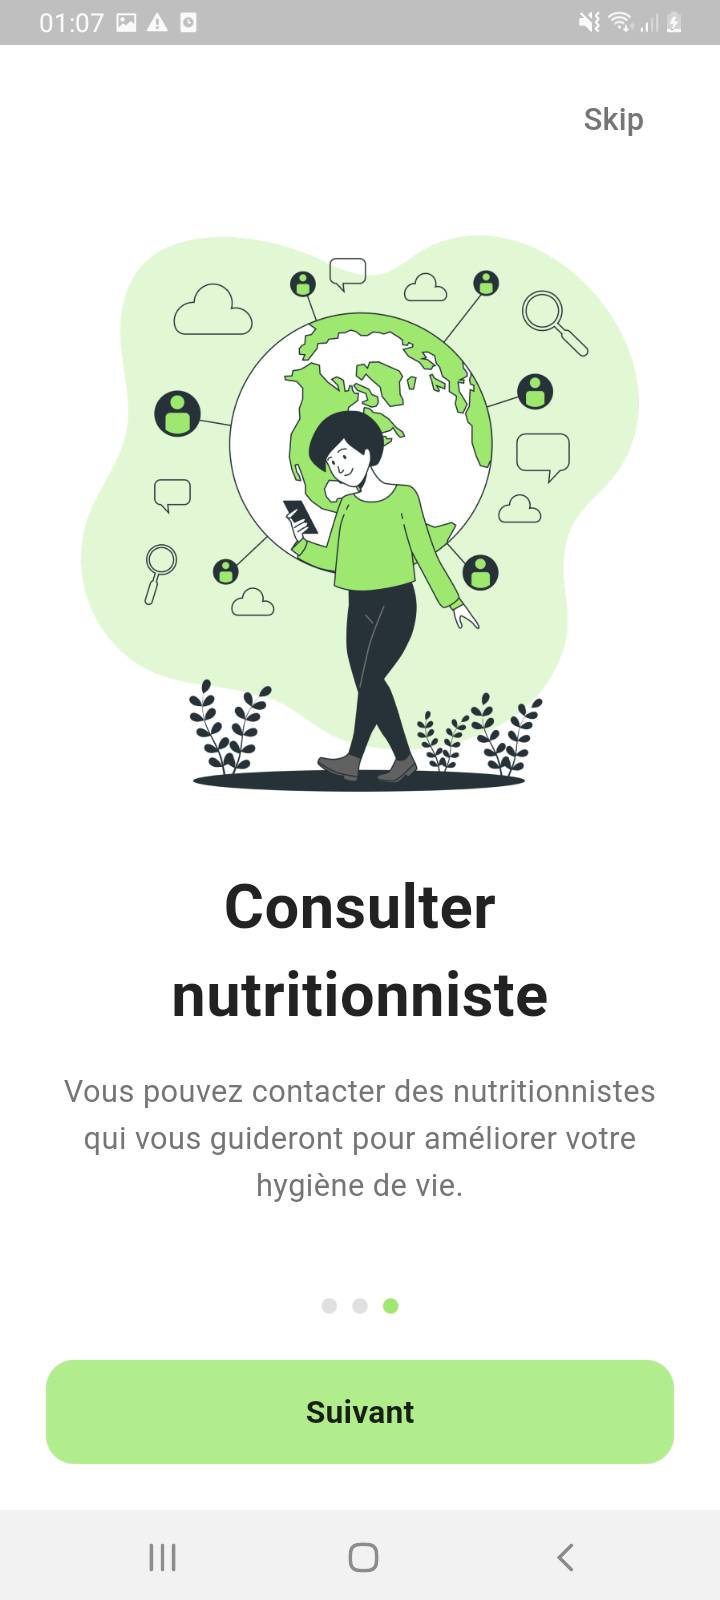 01:07
Skip
Consulter
nutritionniste
Vous pouvez contacter des nutritionnistes
qui vous guideront pour améliorer votre
hygiène de vie.
Suivant